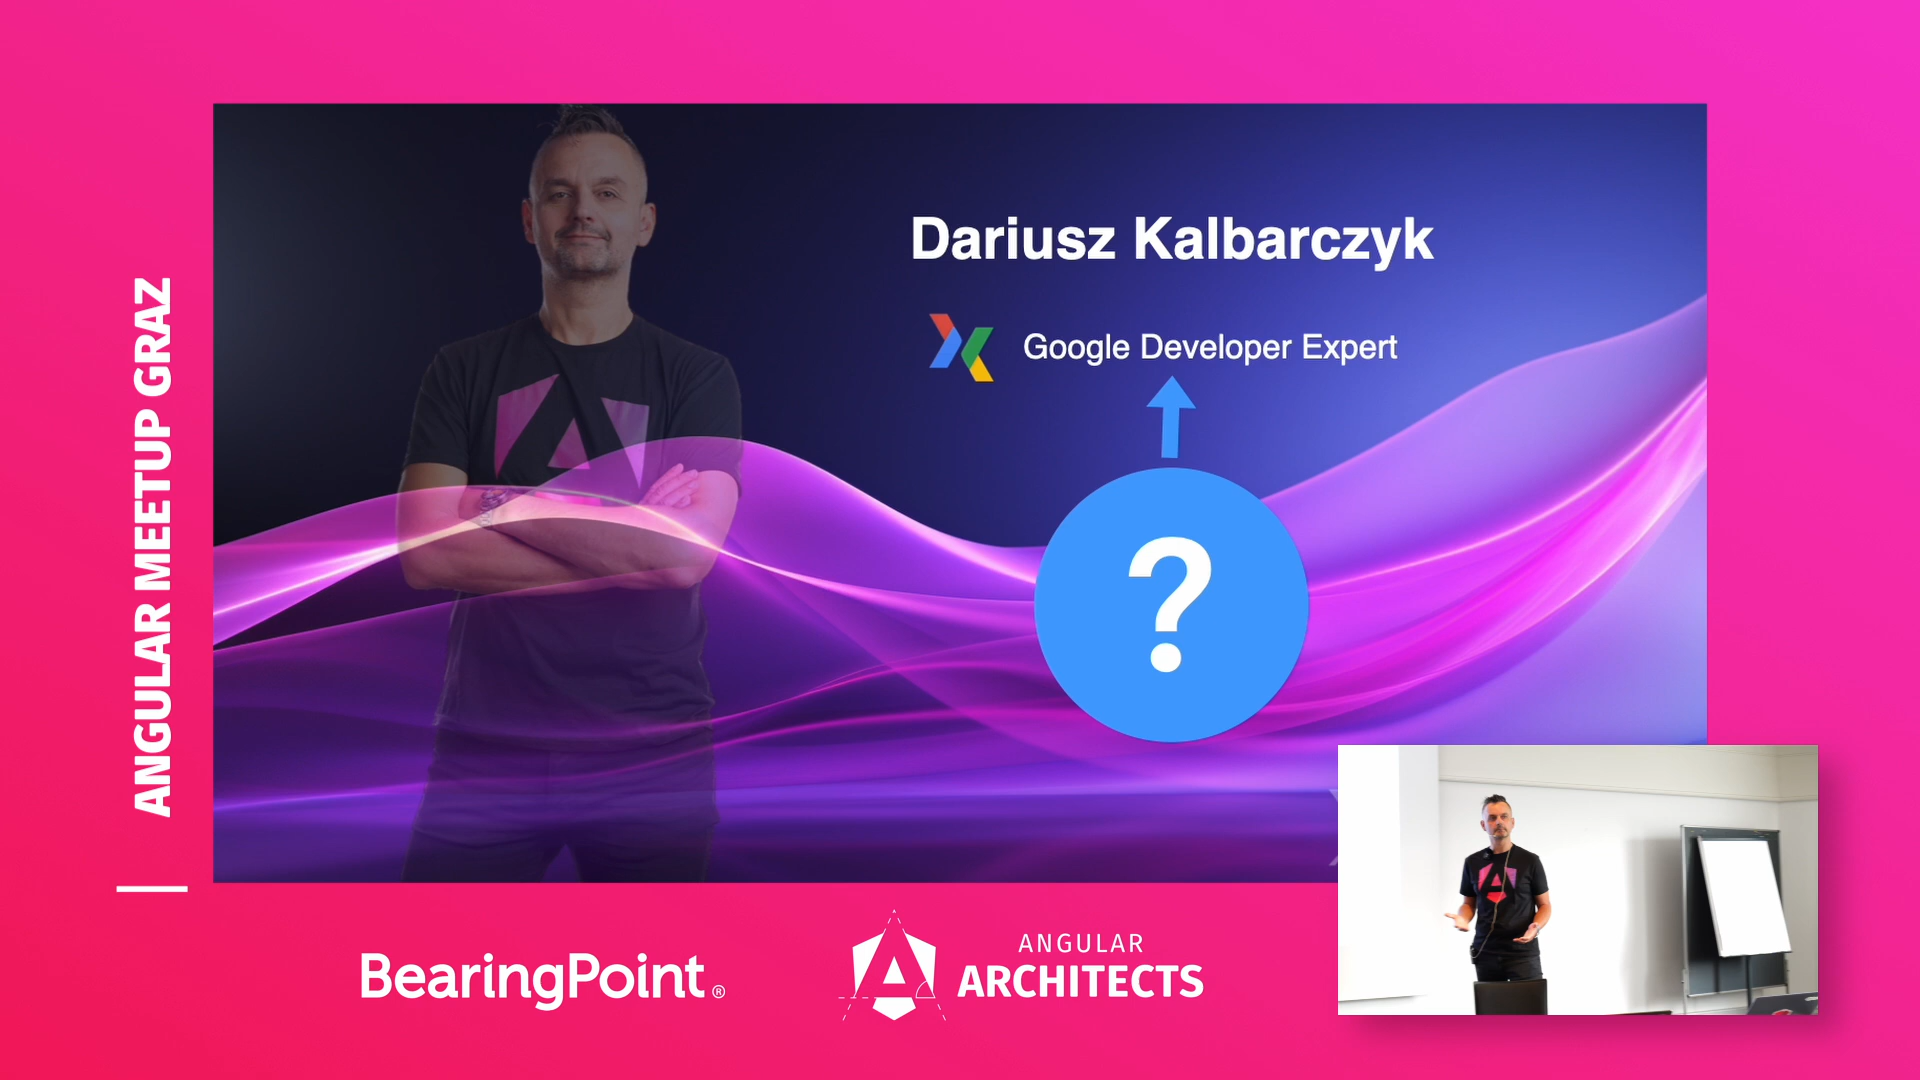 ANGULAR MEETUP GRAZ
Dariusz Kalbarczyk
Google Developer Expert
?
BearingPoint®
ANGULAR
ARCHITECTS